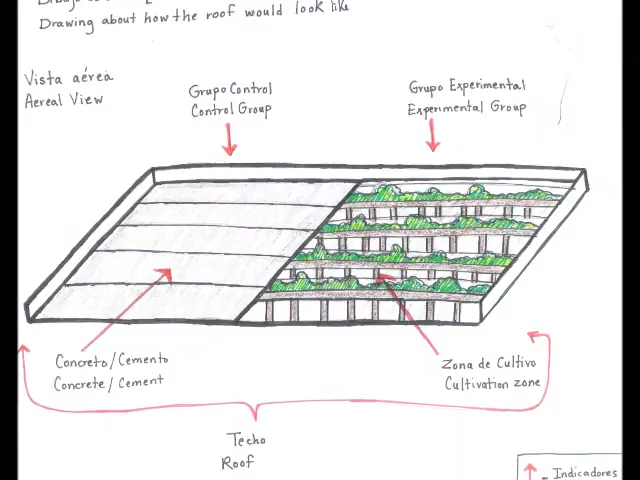 Drawing about how the roof would look like
Vista aérea
Aereal View
Grupo Control
Control Group
Grupo Experimental
Experimental Group
Concreto/Cemento
Concrete/Cement
Zona de Cultivo
Cultivation zone
Techo
Roof
- Indicadores